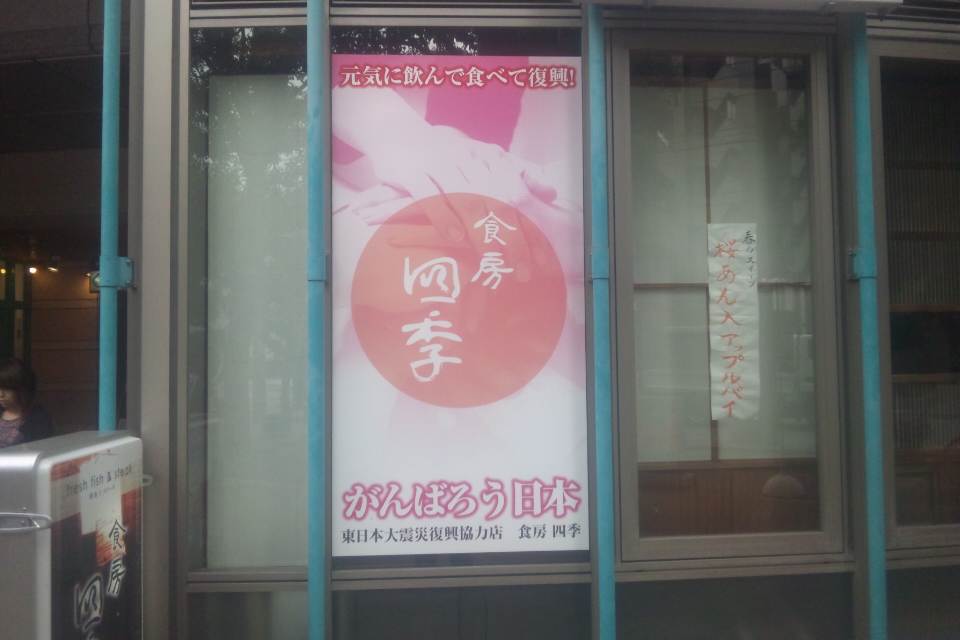 元気に飲んで食べて復興!
食房
四季
がんばろう日本
東日本大震災復興協力店　食房 四季
春のスイーツ
桜あん入アップルパイ
fresh fish & steak
食房
四季